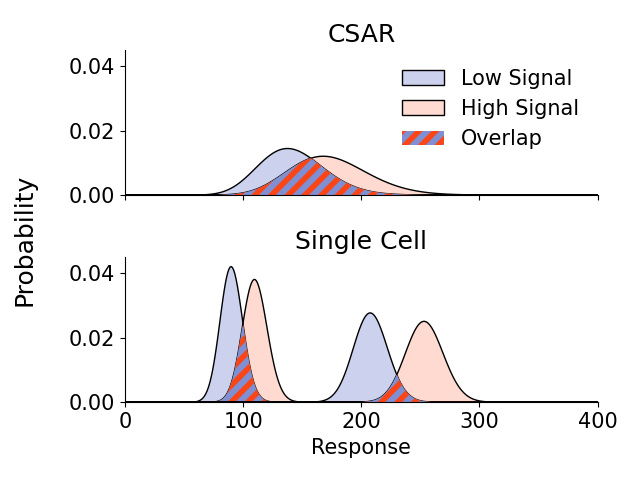 CSAR
0.04
0.02
0.00
Low Signal
High Signal
Overlap
Probability
Single Cell
0.04
0.02
0.00
0 100 200 300 400
Response